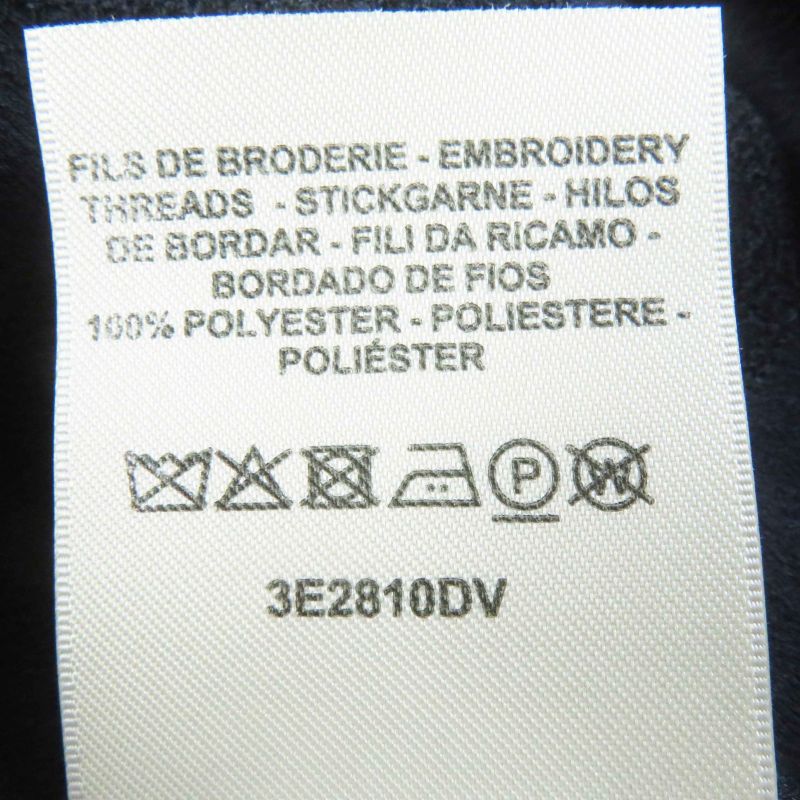 FILS DE BRODERIE - EMBROIDERY
THREADS - STICKGARNE - HILOS
DE BORDAR - FILI DA RICAMO -
BORDADO DE FIOS
100% POLYESTER - POLIESTERE -
POLIÉSTER
P W
3E2810DV